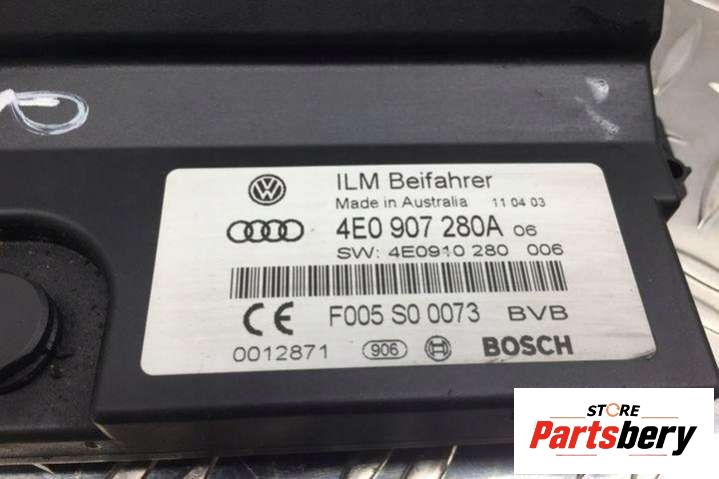 ILM Beifahrer
Made in Australia 11 04 03
4E0 907 280A 06
SW: 4E0910 280 006
CE F005 S0 0073 BVB
0012871 906 BOSCH
STORE
Partsbery